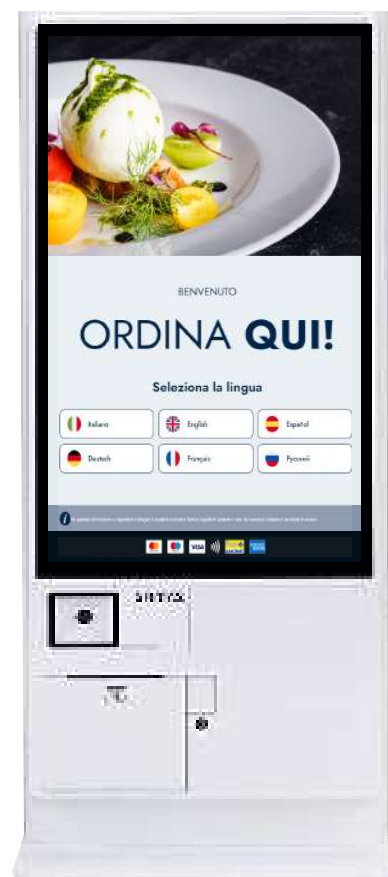 BENVENUTO
ORDINA QUI!
Seleziona la lingua
Italiano
English
Español
Deutsch
Français
Русский
VISA